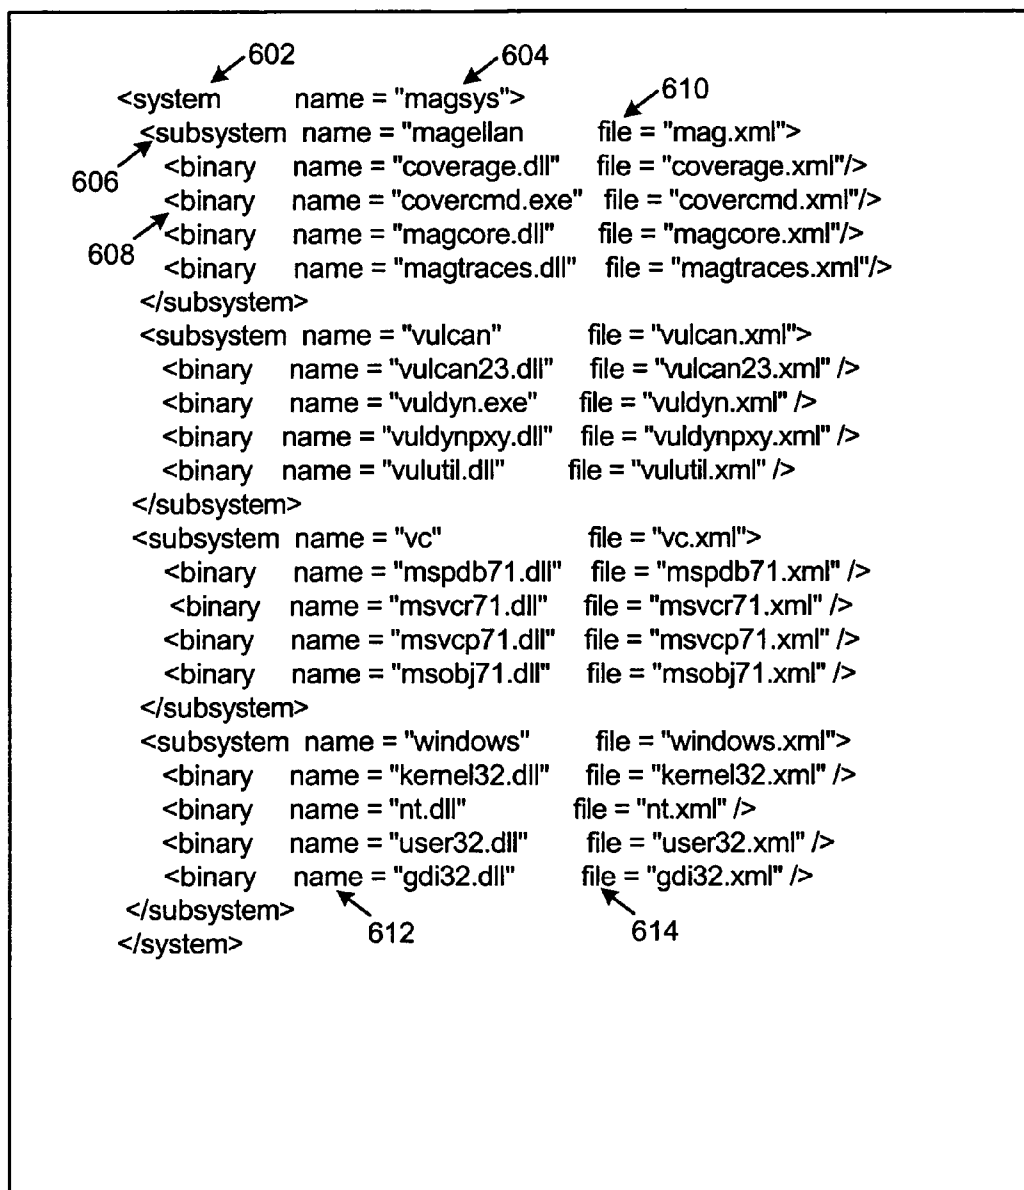 602 604
<system name = "magsys"> 610
<subsystem name = "magellan file = "mag.xml">
606 <binary name = "coverage.dll" file = "coverage.xml"/>
<binary name = "covercmd.exe" file = "covercmd.xml"/>
608 <binary name = "magcore.dll" file = "magcore.xml"/>
<binary name = "magtraces.dll" file = "magtraces.xml"/>
</subsystem>
<subsystem name = "vulcan" file = "vulcan.xml">
<binary name = "vulcan23.dll" file = "vulcan23.xml" />
<binary name = "vuldyn.exe" file = "vuldyn.xml" />
<binary name = "vuldynpxy.dll" file = "vuldynpxy.xml" />
<binary name = "vulutil.dll" file = "vulutil.xml" />
</subsystem>
<subsystem name = "vc" file = "vc.xml">
<binary name = "mspdb71.dll" file = "mspdb71.xml" />
<binary name = "msvcr71.dll" file = "msvcr71.xml" />
<binary name = "msvcp71.dll" file = "msvcp71.xml" />
<binary name = "msobj71.dll" file = "msobj71.xml" />
</subsystem>
<subsystem name = "windows" file = "windows.xml">
<binary name = "kernel32.dll" file = "kernel32.xml" />
<binary name = "nt.dll" file = "nt.xml" />
<binary name = "user32.dll" file = "user32.xml" />
<binary name = "gdi32.dll" file = "gdi32.xml" />
</subsystem>
612 614
</system>